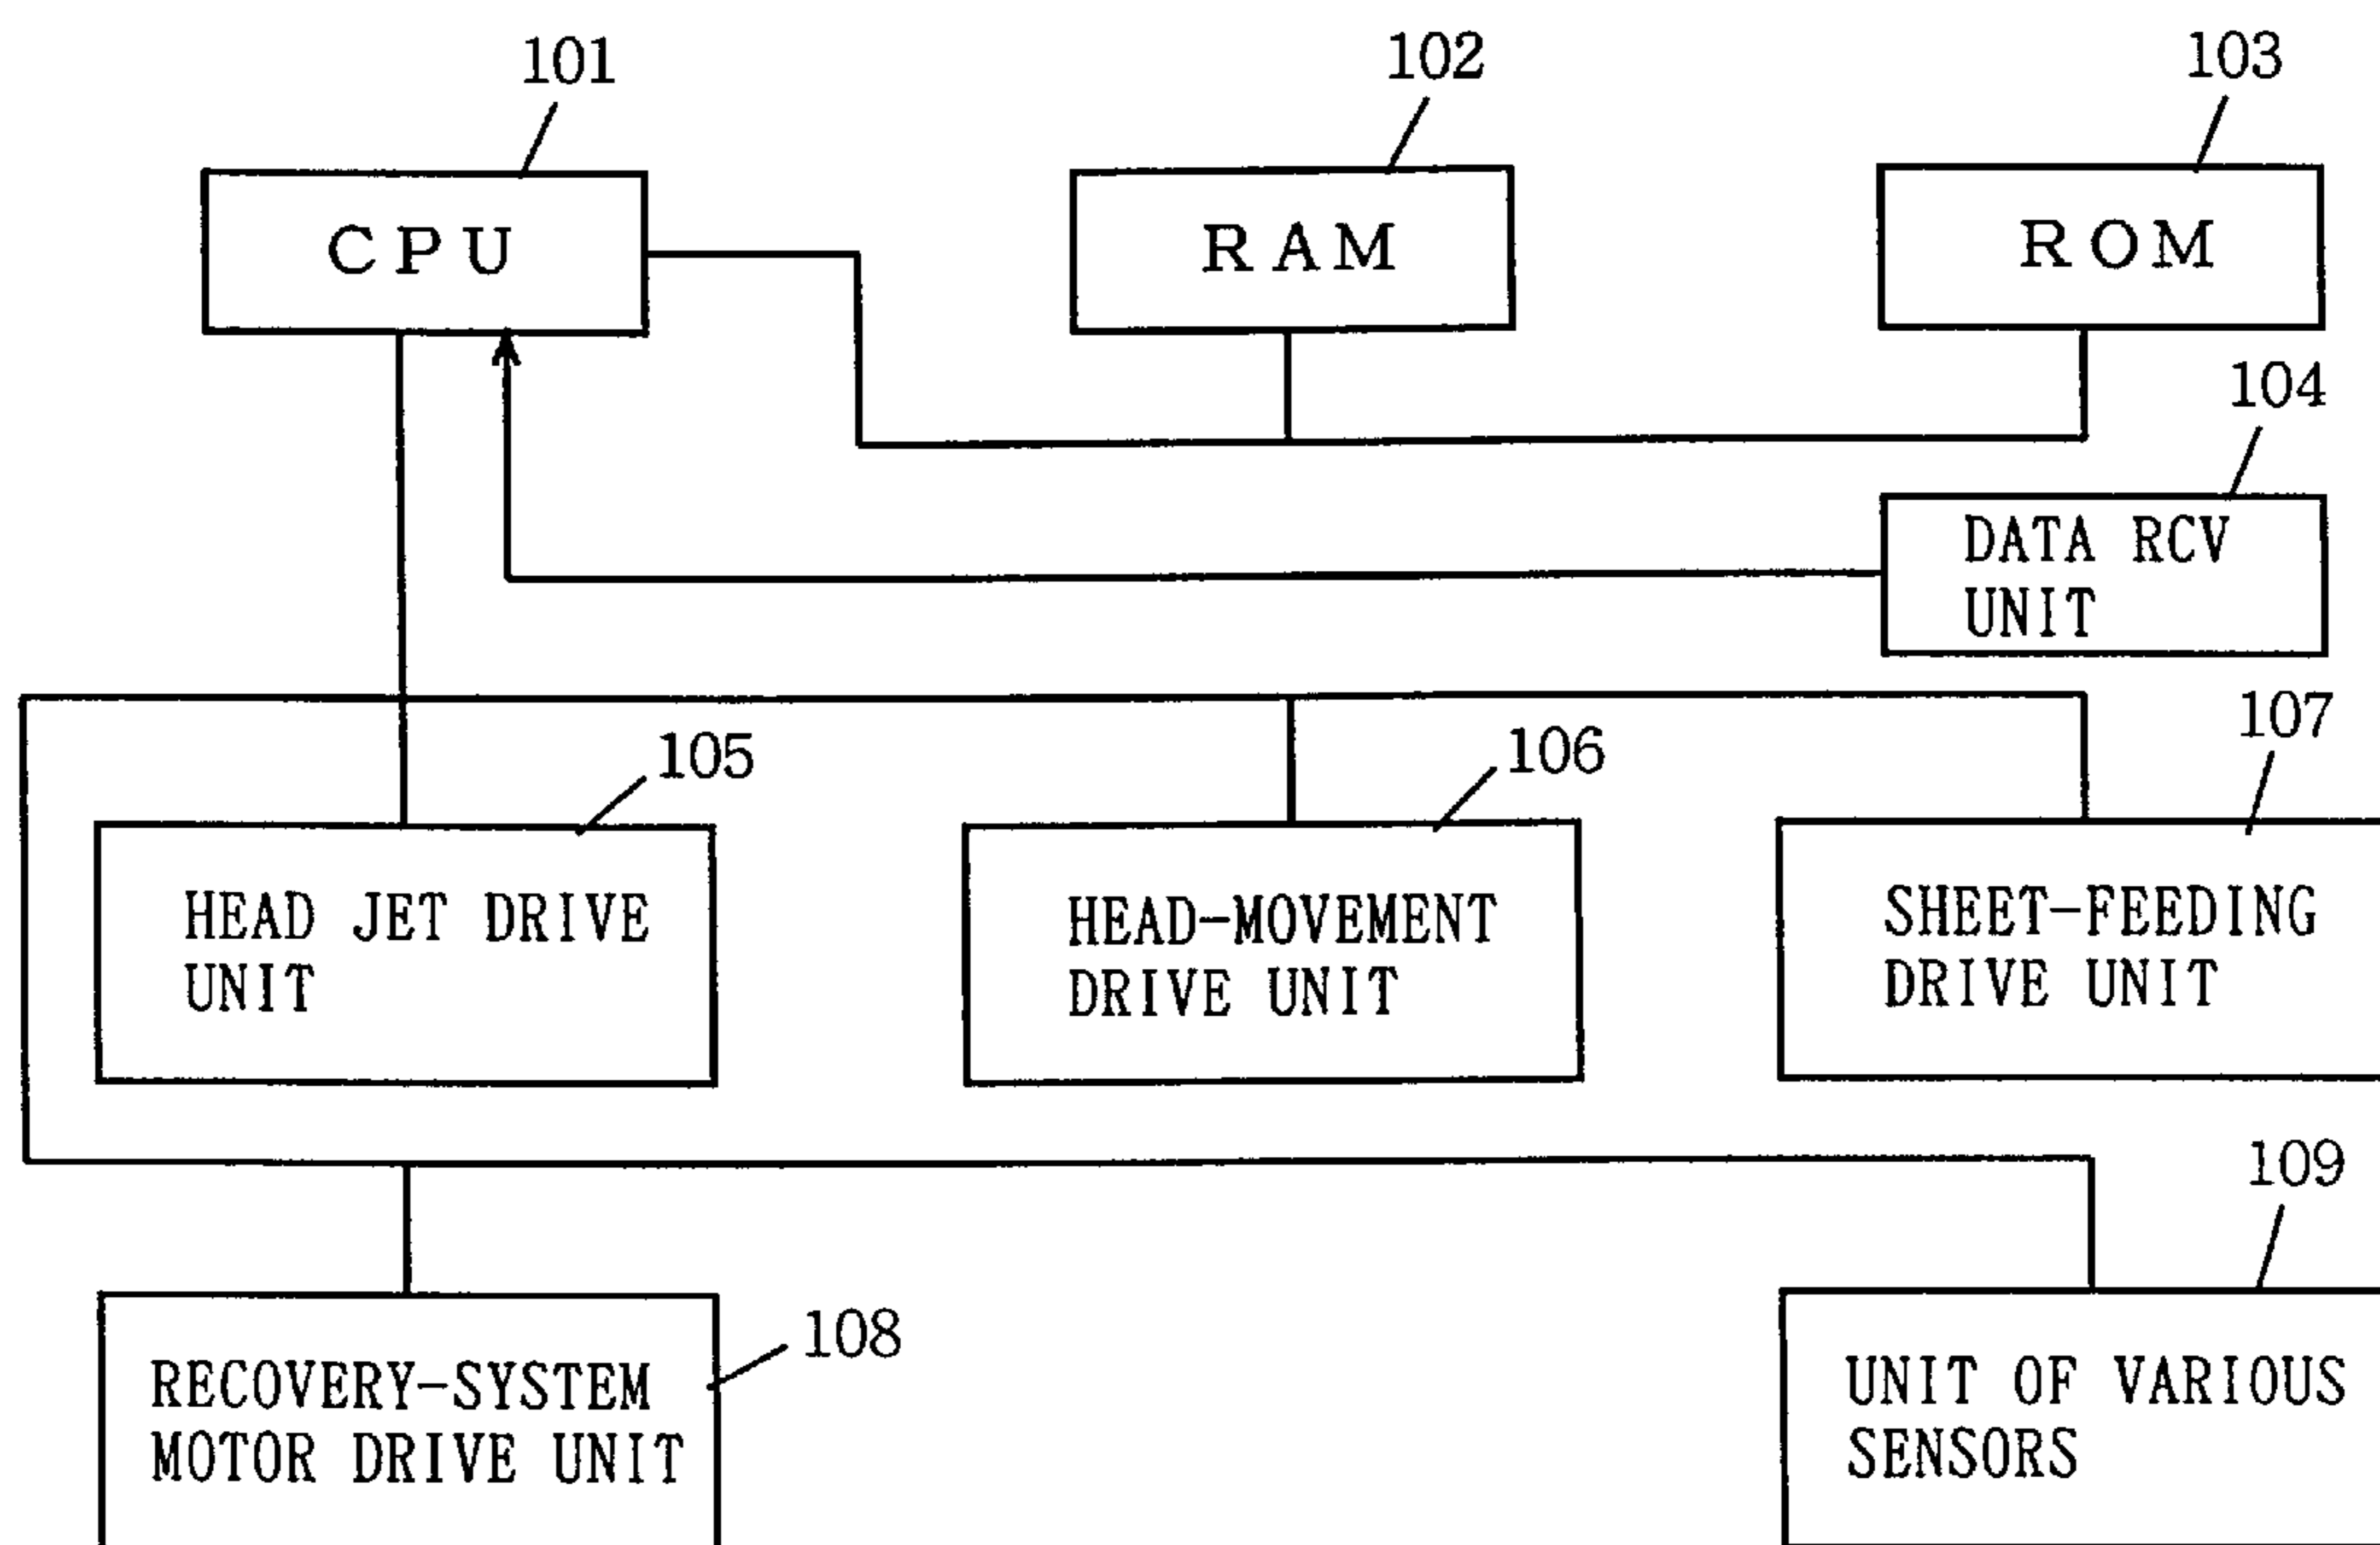 101
102
103
CPU
RAM
ROM
104
DATA RCV
UNIT
105
106
107
HEAD JET DRIVE
UNIT
HEAD-MOVEMENT
DRIVE UNIT
SHEET-FEEDING
DRIVE UNIT
108
109
RECOVERY-SYSTEM
MOTOR DRIVE UNIT
UNIT OF VARIOUS
SENSORS